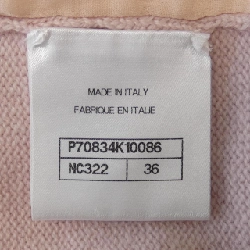 MADE IN ITALY
FABRIQUE EN ITALIE
P70834K10086
NC322 36